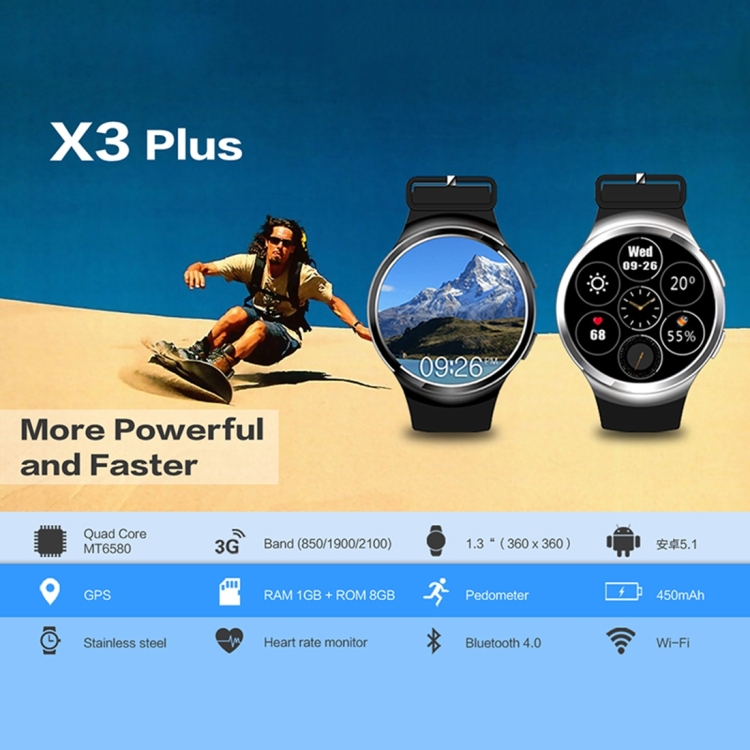 X3 Plus
09:26 PM
Wed
09-26
20°
68
55%
More Powerful
and Faster
Quad Core
MT6580
3G
Band (850/1900/2100)
1.3 “ ( 360 x 360 )
安卓5.1
GPS
RAM 1GB + ROM 8GB
Pedometer
450mAh
Stainless steel
Heart rate monitor
Bluetooth 4.0
Wi-Fi